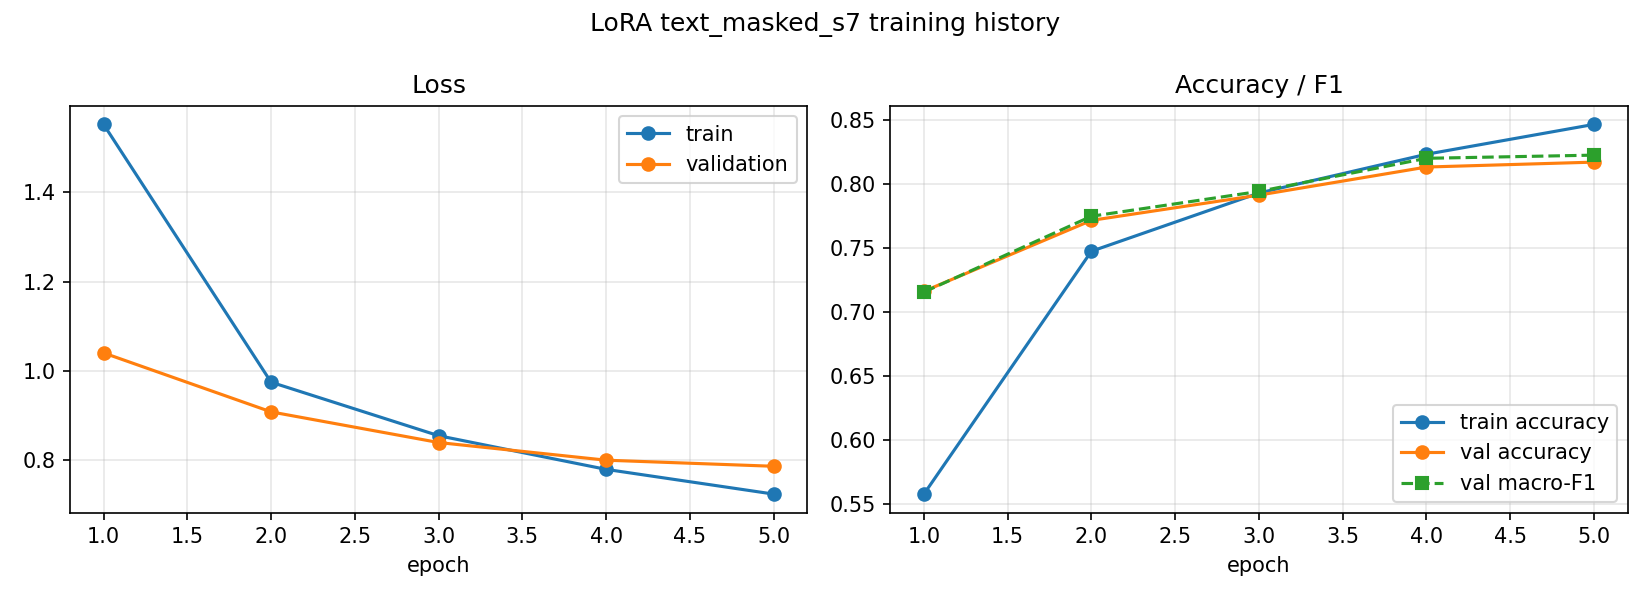 LoRA text_masked_s7 training history
Loss
train
validation
1.4
1.2
1.0
0.8
1.0 1.5 2.0 2.5 3.0 3.5 4.0 4.5 5.0
epoch
Accuracy / F1
0.85
0.80
0.75
0.70
0.65
0.60
0.55
train accuracy
val accuracy
val macro-F1
1.0 1.5 2.0 2.5 3.0 3.5 4.0 4.5 5.0
epoch